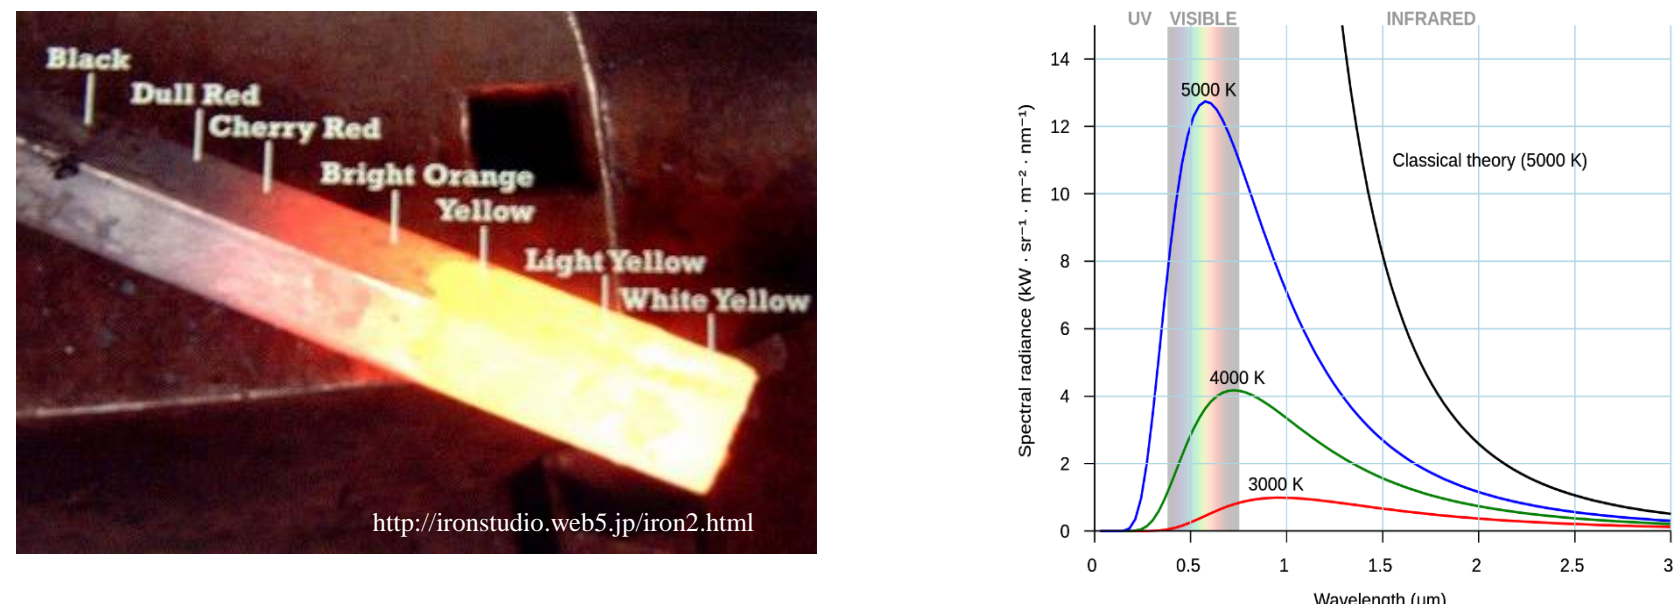 Black
Dull Red
Cherry Red
Bright Orange
Yellow
Light Yellow
White Yellow
http://ironstudio.web5.jp/iron2.html
UV VISIBLE INFRARED
14
12
10
8
6
4
2
0
Spectral radiance (kW · sr⁻¹ · m⁻² · nm⁻¹)
5000 K
Classical theory (5000 K)
4000 K
3000 K
0 0.5 1 1.5 2 2.5 3
Wavelength (μm)